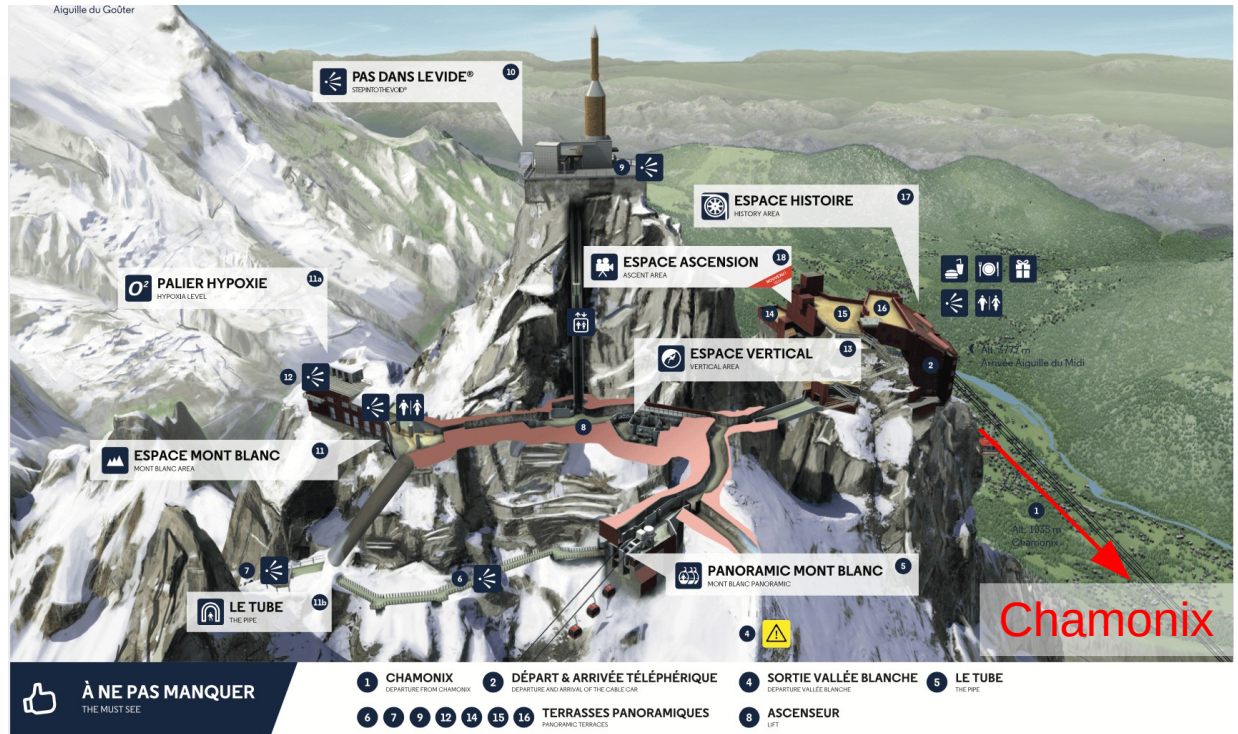 Aiguille du Goûter
10
PAS DANS LE VIDE®
STEP INTO THE VOID®
9
17
ESPACE HISTOIRE
HISTORY AREA
18
ESPACE ASCENSION
ASCENT AREA
NOUVEAU
11a
O² PALIER HYPOXIE
HYPOXIA LEVEL
14
15
16
13
Alt. 3777 m
Arrivée Aiguille du Midi
2
ESPACE VERTICAL
VERTICAL AREA
12
8
11
ESPACE MONT BLANC
MONT BLANC AREA
1
Alt. 1035 m
Chamonix
7
6
5
PANORAMIC MONT BLANC
MONT BLANC PANORAMIC
11b
LE TUBE
THE PIPE
4
Chamonix
À NE PAS MANQUER
THE MUST SEE
1 CHAMONIX
DEPARTURE FROM CHAMONIX
2 DÉPART & ARRIVÉE TÉLÉPHÉRIQUE
DEPARTURE AND ARRIVAL OF THE CABLE CAR
4 SORTIE VALLÉE BLANCHE
DEPARTURE VALLÉE BLANCHE
5 LE TUBE
THE PIPE
6 7 9 12 14 15 16 TERRASSES PANORAMIQUES
PANORAMIC TERRACES
8 ASCENSEUR
LIFT